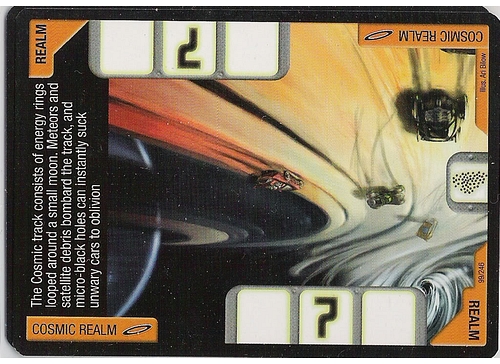 REALM
The Cosmic track consists of energy rings
looped around a small moon. Meteors and
satellite debris bombard the track, and
micro-black holes can instantly suck
unwary cars to oblivion
COSMIC REALM
7
COSMIC REALM
Illus. Ari Bilow
7
99/246
REALM